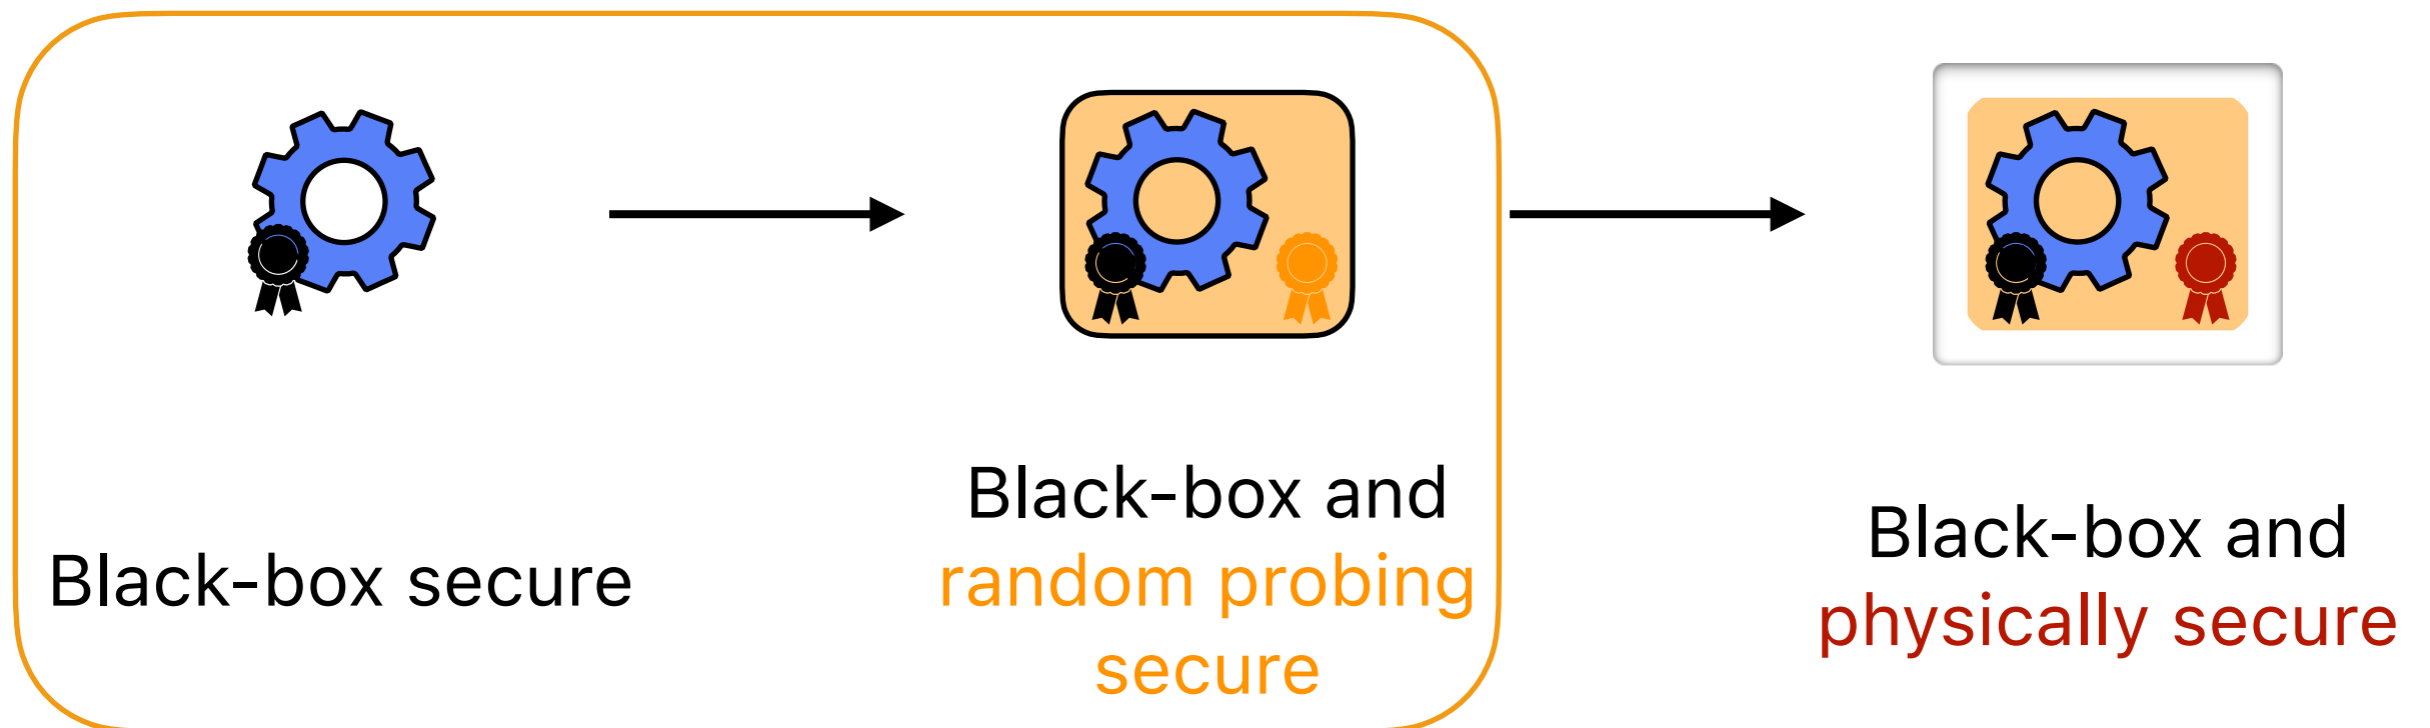 Black-box secure
Black-box and
random probing
secure
Black-box and
physically secure